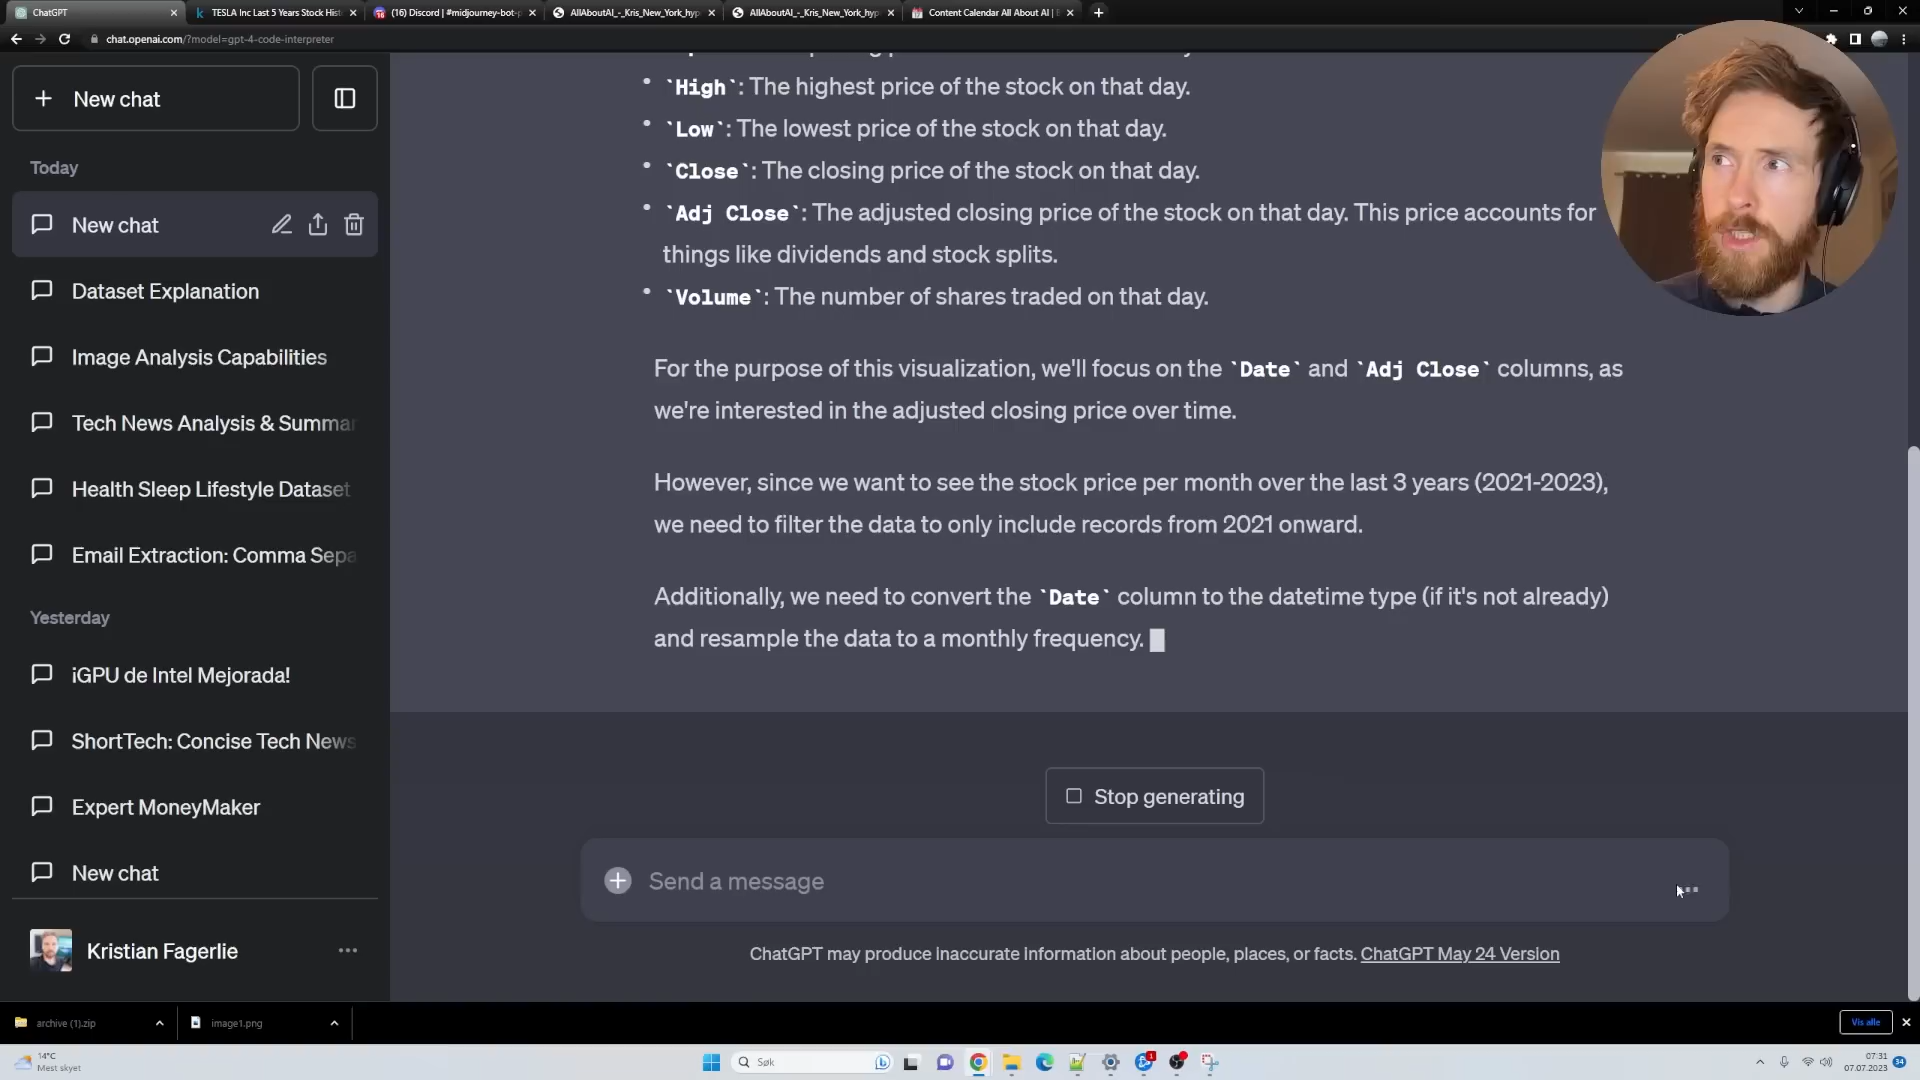 ChatGPT
TESLA Inc Last 5 Years Stock Hist
(16) Discord | #midjourney-bot-
AllAboutAI_-_Kris_New_York_hyp
AllAboutAI_-_Kris_New_York_hyp
Content Calendar All About AI |
chat.openai.com/?model=gpt-4-code-interpreter
New chat
Today
New chat
Dataset Explanation
Image Analysis Capabilities
Tech News Analysis & Summar
Health Sleep Lifestyle Dataset
Email Extraction: Comma Sepa
Yesterday
¡GPU de Intel Mejorada!
ShortTech: Concise Tech News
Expert MoneyMaker
New chat
Kristian Fagerlie
`High`: The highest price of the stock on that day.
`Low`: The lowest price of the stock on that day.
`Close`: The closing price of the stock on that day.
`Adj Close`: The adjusted closing price of the stock on that day. This price accounts for
things like dividends and stock splits.
`Volume`: The number of shares traded on that day.
For the purpose of this visualization, we'll focus on the `Date` and `Adj Close` columns, as
we're interested in the adjusted closing price over time.
However, since we want to see the stock price per month over the last 3 years (2021-2023),
we need to filter the data to only include records from 2021 onward.
Additionally, we need to convert the `Date` column to the datetime type (if it's not already)
and resample the data to a monthly frequency.
Stop generating
Send a message
ChatGPT may produce inaccurate information about people, places, or facts. ChatGPT May 24 Version
archive (1).zip
image1.png
Vis alle
14°C
Mest skyet
Søk
07:31
07.07.2023
34